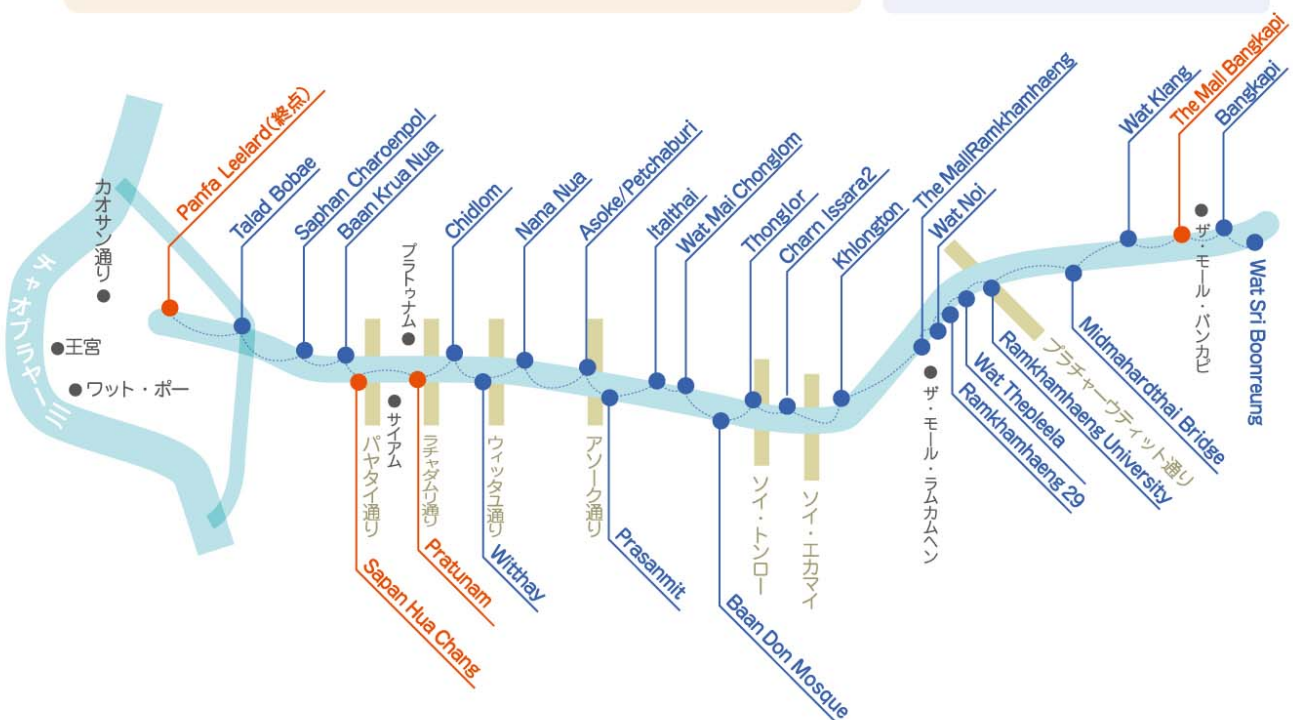 Panfa Leelard(終点)
Talad Bobae
Saphan Charoenpol
Baan Krua Nua
Chidlom
Nana Nua
Asoke/Petchaburi
Italthai
Wat Mai Chonglom
Thonglor
Charn Issara2
Khlongton
The MallRamkhamhaeng
Wat Noi
Wat Klang
The Mall Bangkapi
Bangkapi
カオサン通り
チャオプラヤー川
王宮
ワット・ポー
プラトゥナム
サイアム
パヤタイ通り
ラチャダムリ通り
ウィッタユ通り
アソーク通り
ソイ・トンロー
ソイ・エカマイ
ザ・モール・ラムカムヘン
プラチャーウティット通り
ザ・モール・バンカピ
Sapan Hua Chang
Pratunam
Witthay
Prasanmit
Baan Don Mosque
Ramkhamhaeng 29
Wat Thepleela
Ramkhamhaeng University
Midmahardthai Bridge
Wat Sri Boonreung